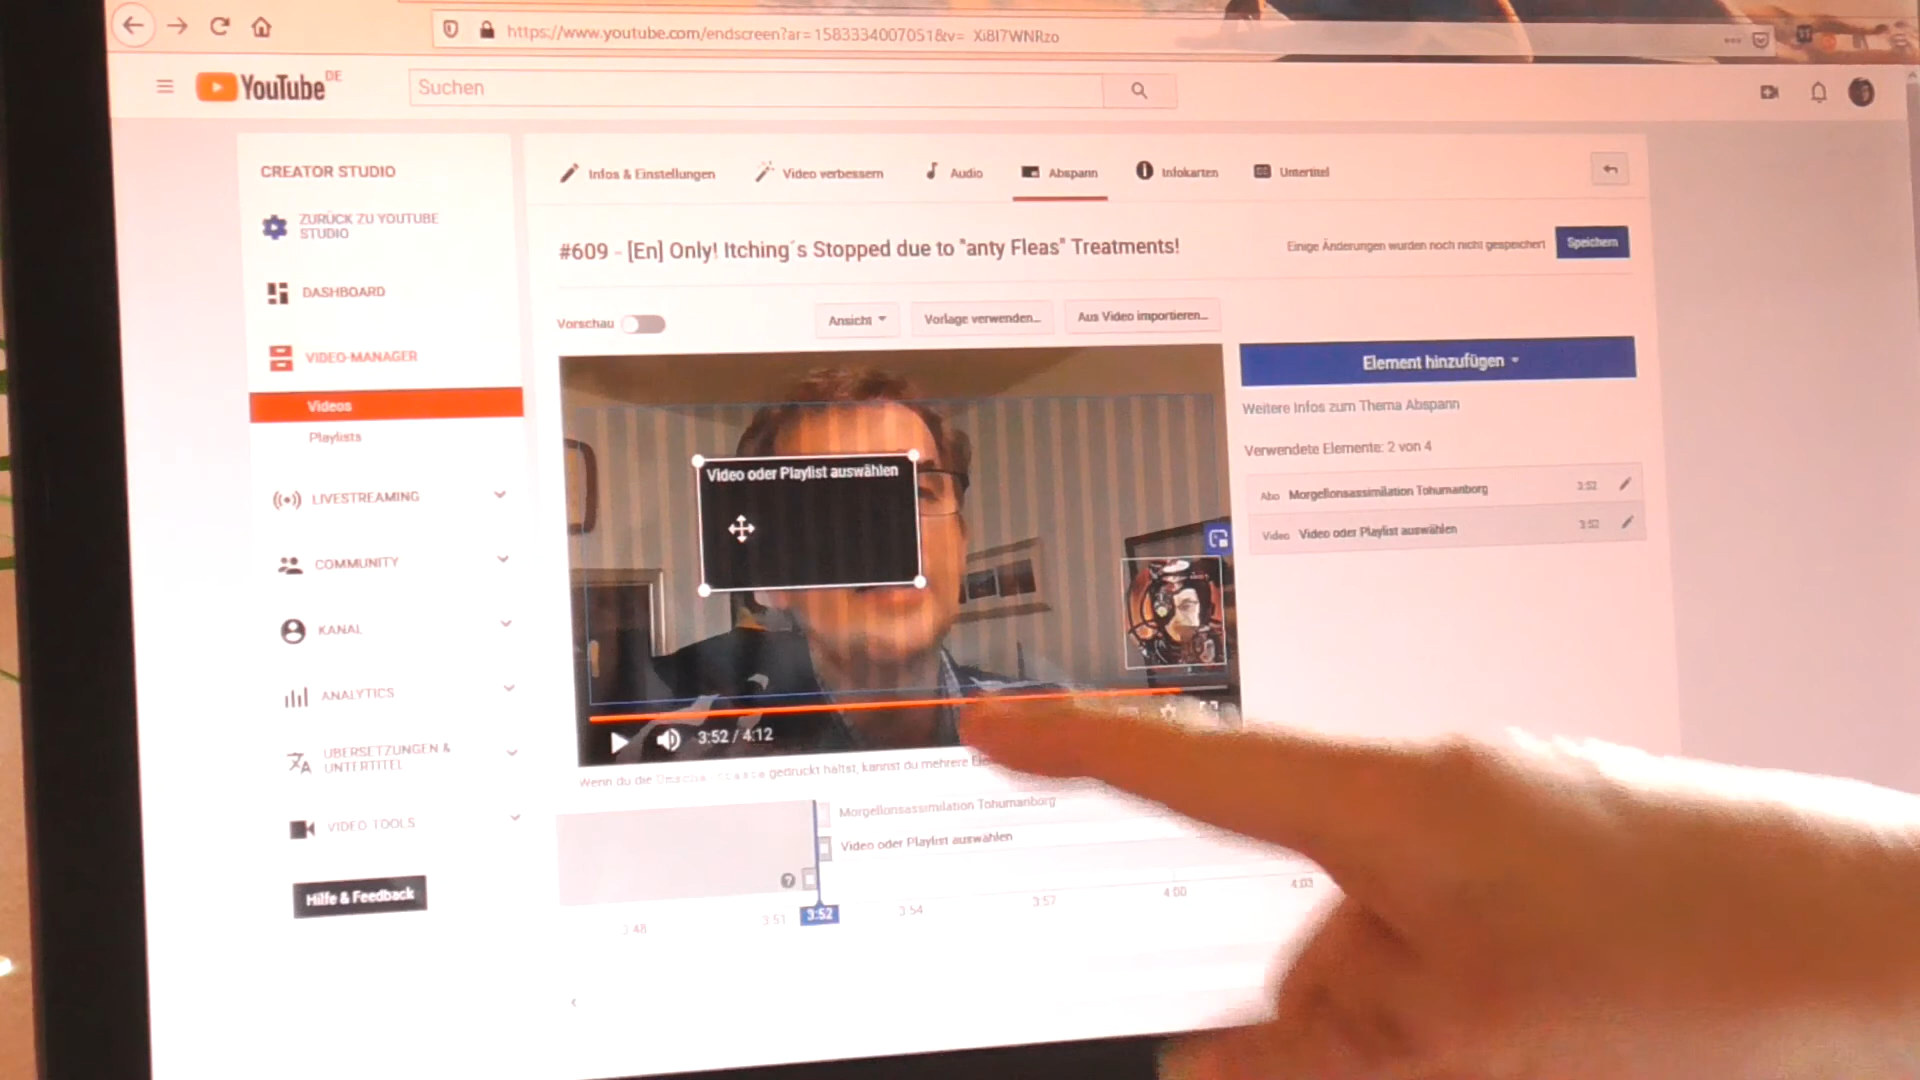 https://www.youtube.com/endscreen?ar=1583334007051&v=_Xi8I7WNRzo
YouTube DE
Suchen
CREATOR STUDIO
ZURÜCK ZU YOUTUBE
STUDIO
DASHBOARD
VIDEO-MANAGER
Videos
Playlists
LIVESTREAMING
COMMUNITY
KANAL
ANALYTICS
ÜBERSETZUNGEN &
UNTERTITEL
VIDEO TOOLS
Hilfe & Feedback
Infos & Einstellungen
Video verbessern
Audio
Abspann
Infokarten
Untertitel
#609 - [En] Only! Itching´s Stopped due to "anty Fleas" Treatments!
Einige Änderungen wurden noch nicht gespeichert
Speichern
Vorschau
Ansicht
Vorlage verwenden...
Aus Video importieren...
Video oder Playlist auswählen
3:52 / 4:12
Element hinzufügen
Weitere Infos zum Thema Abspann
Verwendete Elemente: 2 von 4
Abo Morgellonsassimilation Tohumanborg 3:52
Video Video oder Playlist auswählen 3:52
Wenn du die gedrückt hältst, kannst du mehrere
Morgellonsassimilation Tohumanborg
Video oder Playlist auswählen
?
3:48 3:51 3:52 3:54 3:57 4:00 4:03